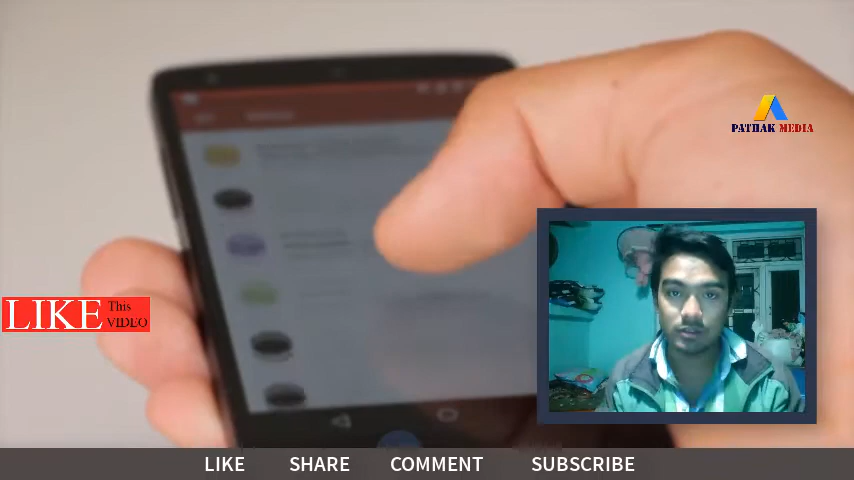 PATHAK MEDIA
LIKE This
VIDEO
LIKE SHARE COMMENT SUBSCRIBE